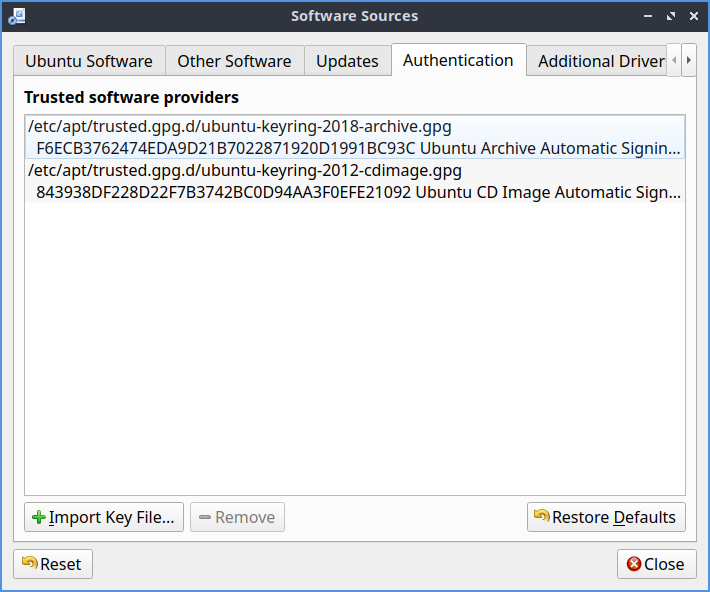 Software Sources
Ubuntu Software
Other Software
Updates
Authentication
Additional Driver
Trusted software providers
/etc/apt/trusted.gpg.d/ubuntu-keyring-2018-archive.gpg
F6ECB3762474EDA9D21B7022871920D1991BC93C Ubuntu Archive Automatic Signin...
/etc/apt/trusted.gpg.d/ubuntu-keyring-2012-cdimage.gpg
843938DF228D22F7B3742BC0D94AA3F0EFE21092 Ubuntu CD Image Automatic Sign...
Import Key File...
Remove
Restore Defaults
Reset
Close